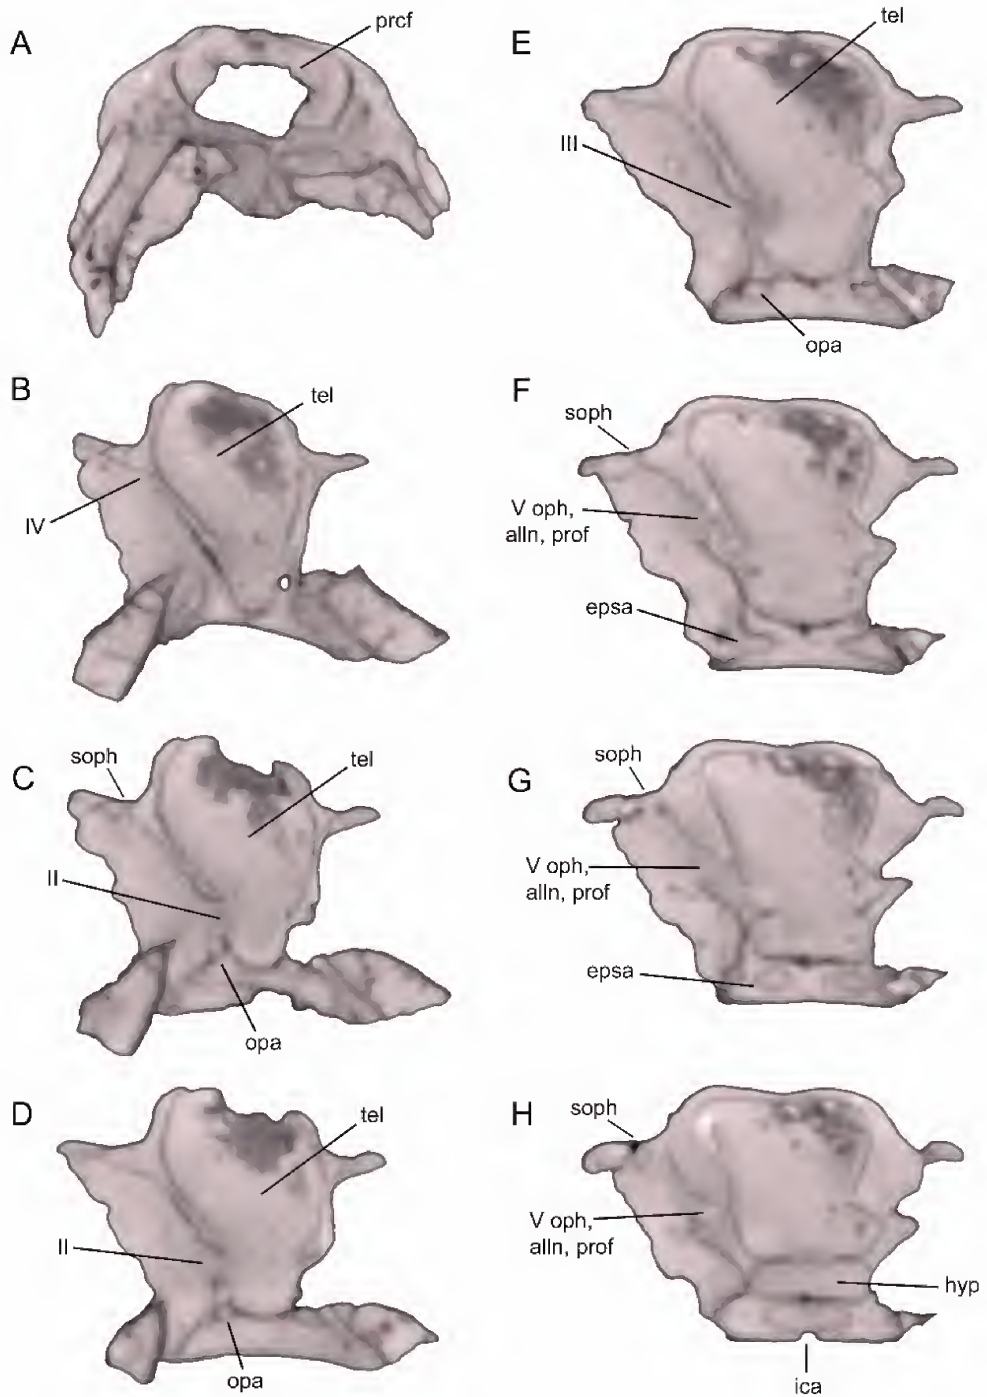 A
prcf
B
tel
IV
C
soph
tel
II
opa
D
tel
II
opa
E
tel
III
opa
F
soph
V oph,
alln, prof
epsa
G
soph
V oph,
alln, prof
epsa
H
soph
V oph,
alln, prof
hyp
ica